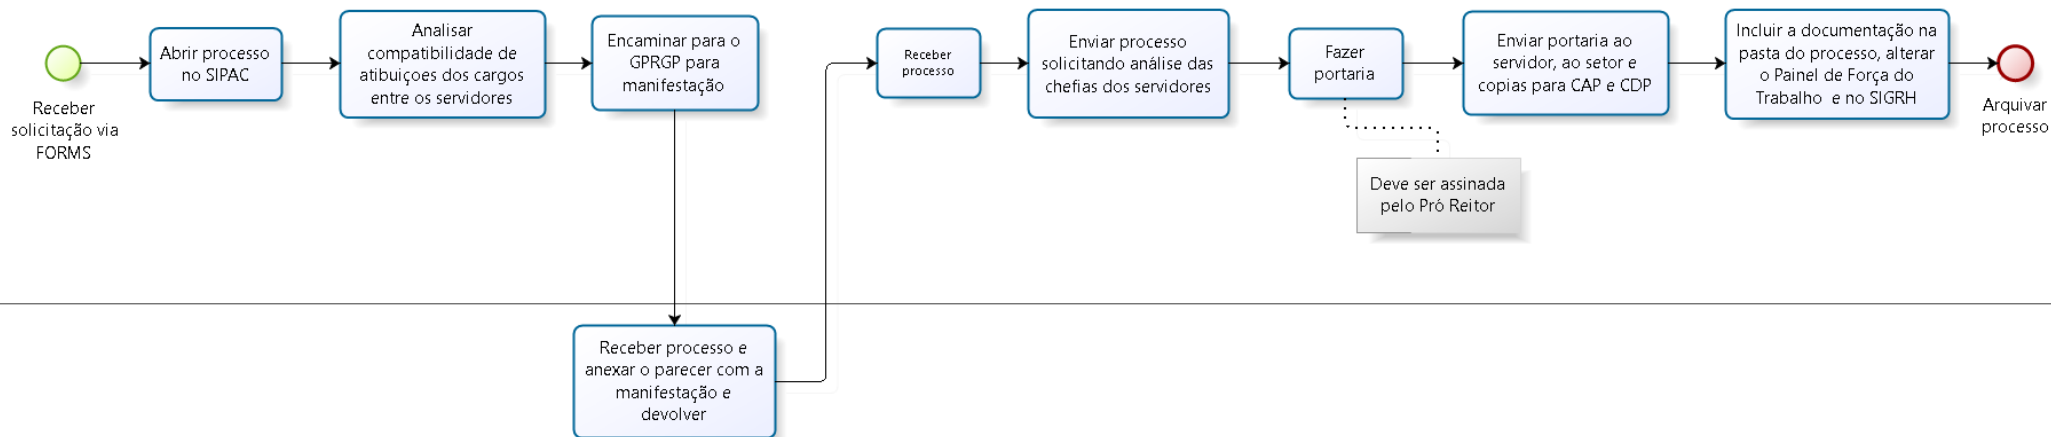 Receber
solicitação via
FORMS
Abrir processo
no SIPAC
Analisar
compatibilidade de
atibuiçoes dos cargos
entre os servidores
Encaminar para o
GPRGP para
manifestação
Receber processo e
anexar o parecer com a
manifestação e
devolver
Receber
processo
Enviar processo
solicitando análise das
chefias dos servidores
Fazer
portaria
Deve ser assinada
pelo Pró Reitor
Enviar portaria ao
servidor, ao setor e
copias para CAP e CDP
Incluir a documentação na
pasta do processo, alterar
o Painel de Força do
Trabalho e no SIGRH
Arquivar
processo